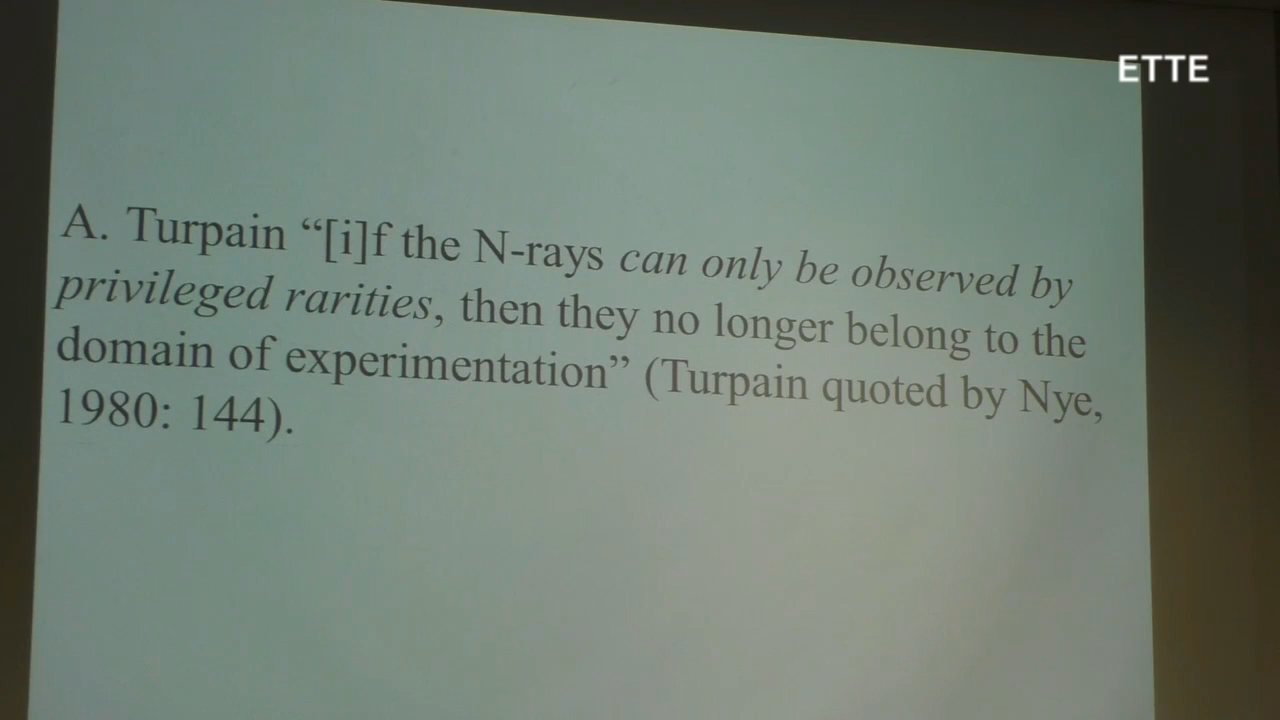 ETTE
A. Turpain “[i]f the N-rays can only be observed by
privileged rarities, then they no longer belong to the
domain of experimentation” (Turpain quoted by Nye,
1980: 144).